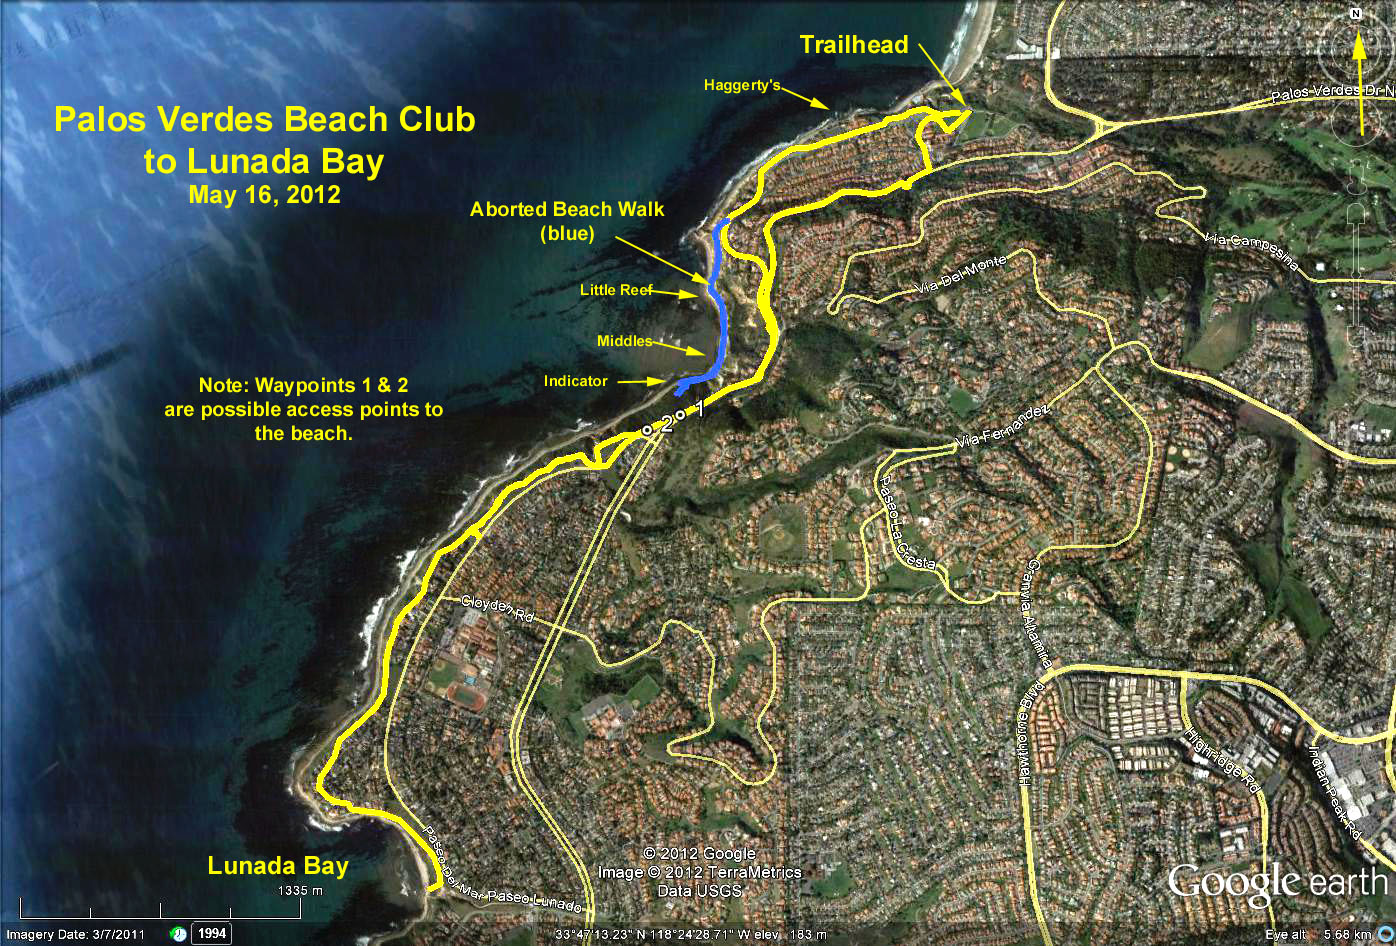 N
Trailhead
Haggerty's
Palos Verdes Dr N
Palos Verdes Beach Club
to Lunada Bay
May 16, 2012
Aborted Beach Walk
(blue)
Via Campesina
Via Del Monte
Little Reef
Middles
Indicator
Note: Waypoints 1 & 2
are possible access points to
the beach.
1
2
Via Fernandez
Paseo La Cresta
Granvia Altamira
Cloyden Rd
Hawthorne Blvd
Highridge Rd
Indian Peak Rd
Paseo Del Mar
Paseo Lunado
Lunada Bay
1335 m
© 2012 Google
Image © 2012 TerraMetrics
Data USGS
Google earth
Imagery Date: 3/7/2011
1994
33°47'13.23" N 118°24'28.71" W elev 183 m
Eye alt 5.68 km